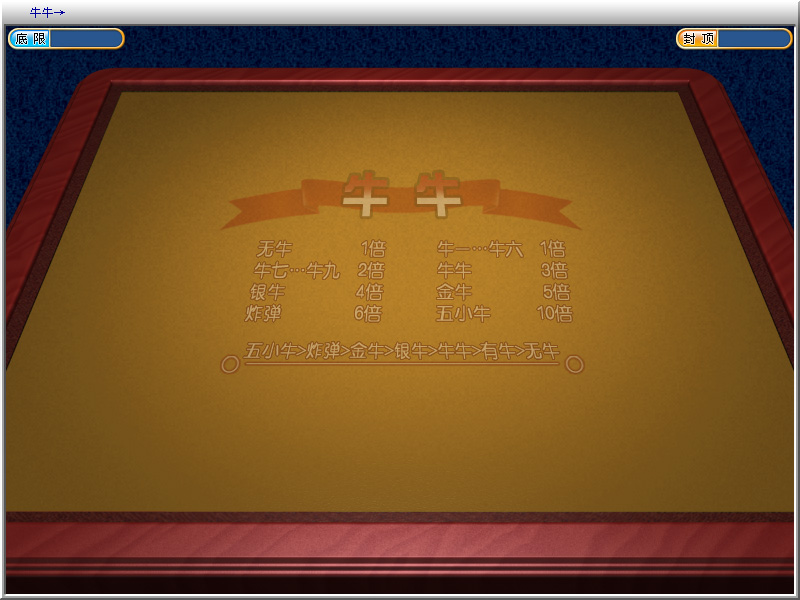 牛牛→
底 限
封 顶
牛 牛
无牛 1倍 牛一…牛六 1倍
牛七…牛九 2倍 牛牛 3倍
银牛 4倍 金牛 5倍
炸弹 6倍 五小牛 10倍
五小牛>炸弹>金牛>银牛>牛牛>有牛>无牛